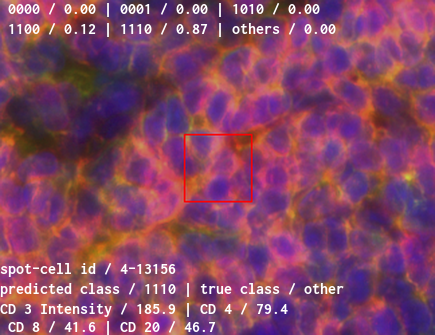 0000 / 0.00 | 0001 / 0.00 | 1010 / 0.00
1100 / 0.12 | 1110 / 0.87 | others / 0.00
spot-cell id / 4-13156
predicted class / 1110 | true class / other
CD 3 Intensity / 185.9 | CD 4 / 79.4
CD 8 / 41.6 | CD 20 / 46.7